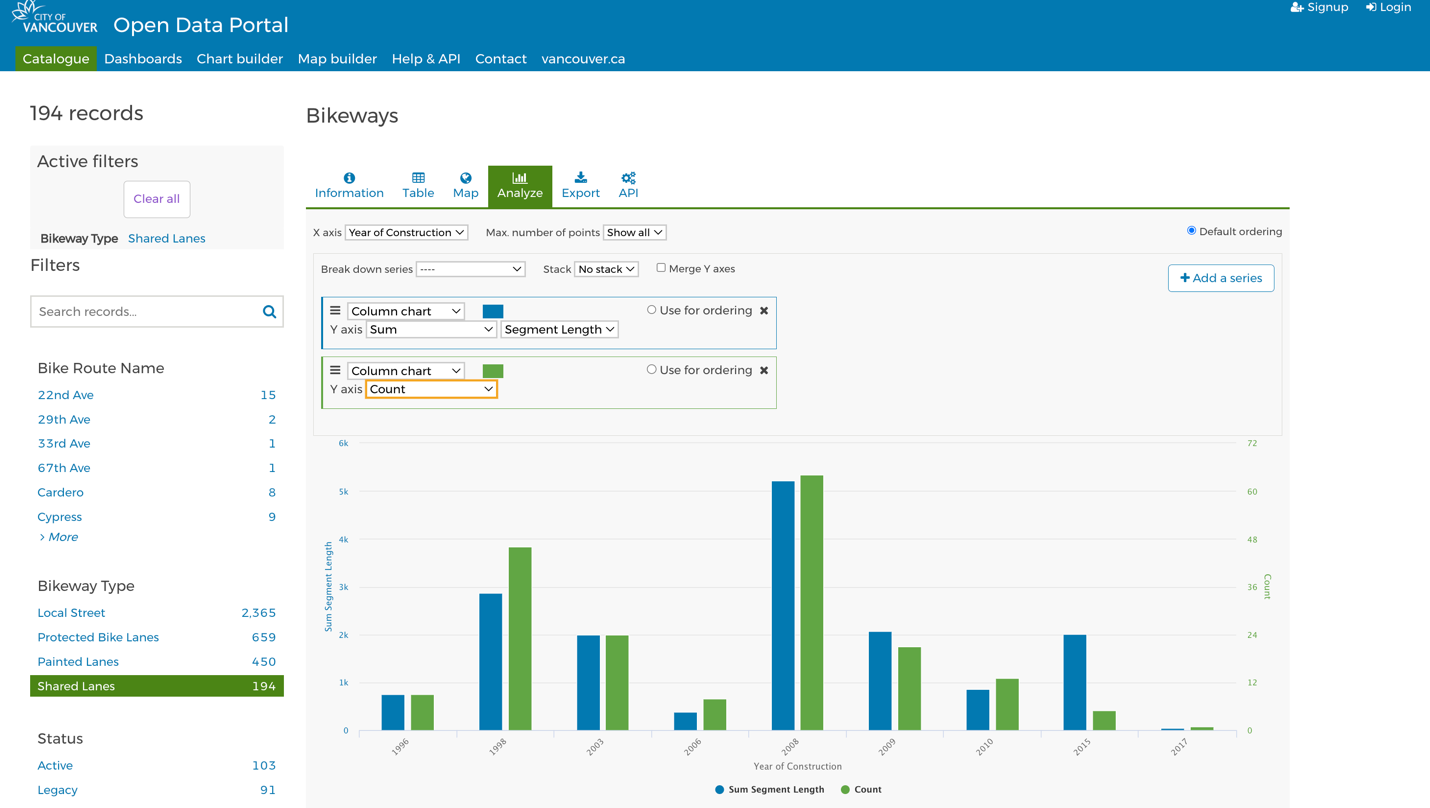 CITY OF
VANCOUVER
Open Data Portal
Signup
Login
Catalogue
Dashboards
Chart builder
Map builder
Help & API
Contact
vancouver.ca
194 records
Active filters
Clear all
Bikeway Type Shared Lanes
Filters
Search records...
Bike Route Name
22nd Ave 15
29th Ave 2
33rd Ave 1
67th Ave 1
Cardero 8
Cypress 9
> More
Bikeway Type
Local Street 2,365
Protected Bike Lanes 659
Painted Lanes 450
Shared Lanes 194
Status
Active 103
Legacy 91
Bikeways
Information
Table
Map
Analyze
Export
API
X axis Year of Construction Max. number of points Show all
Default ordering
Break down series ---- Stack No stack Merge Y axes
+ Add a series
Column chart Use for ordering
Y axis Sum Segment Length
Column chart Use for ordering
Y axis Count
6k
5k
4k
3k
2k
1k
0
Sum Segment Length
72
60
48
36
24
12
0
Count
1996
1998
2003
2006
2008
2009
2010
2015
2017
Year of Construction
Sum Segment Length
Count